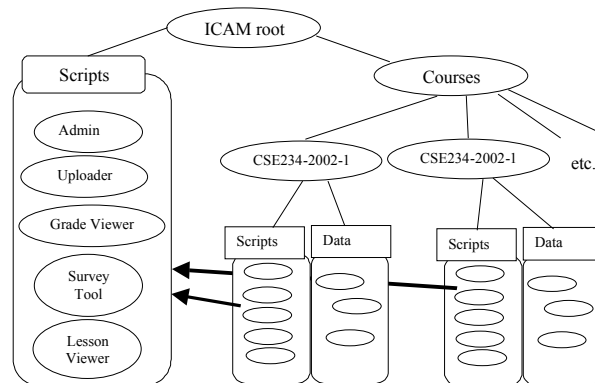 ICAM root
Scripts
Courses
Admin
Uploader
Grade Viewer
Survey
Tool
Lesson
Viewer
CSE234-2002-1
CSE234-2002-1
etc.
Scripts
Data
Scripts
Data